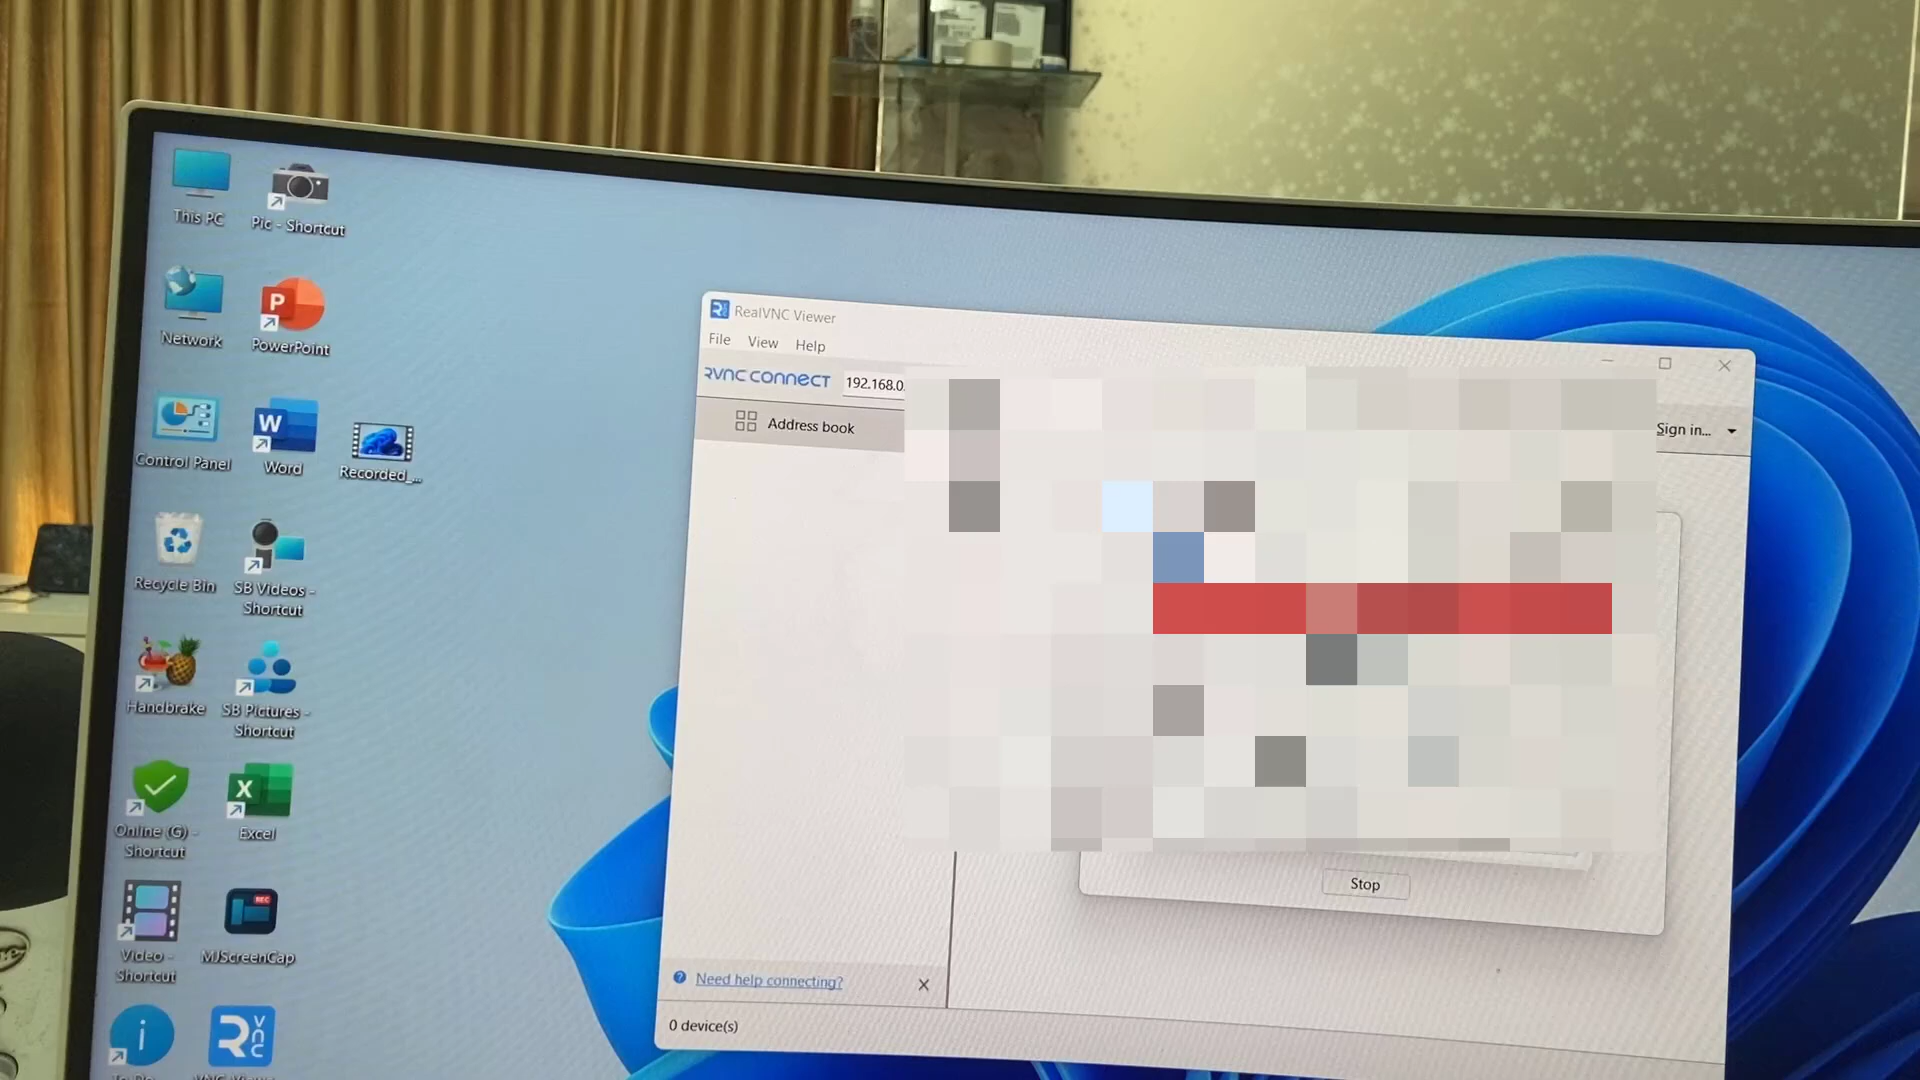 This PC
Pic - Shortcut
Network
PowerPoint
Control Panel
Word
Recorded_...
Recycle Bin
SB Videos -
Shortcut
Handbrake
SB Pictures -
Shortcut
Online (G) -
Shortcut
Excel
Video -
Shortcut
MJScreenCap
RealVNC Viewer
File View Help
RVNC CONNECT
192.168.0.
Sign in...
Address book
Stop
Need help connecting?
0 device(s)